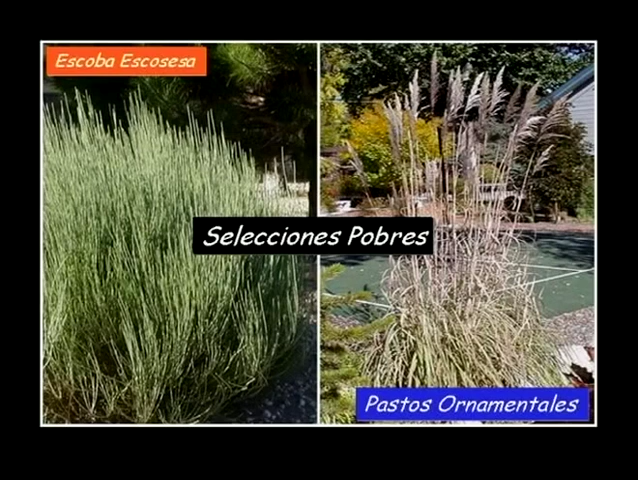 Escoba Escosesa
Selecciones Pobres
Pastos Ornamentales